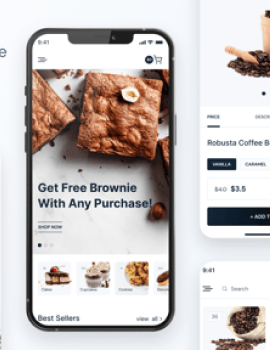 e
9:41
Get Free Brownie
With Any Purchase!
SHOP NOW
Cakes
Cupcakes
Cookies
Best Sellers
view all >
PRICE
DESCR
Robusta Coffee B
VANILLA
CARAMEL
$4.0 $3.5
+ ADD T
9:41
Search